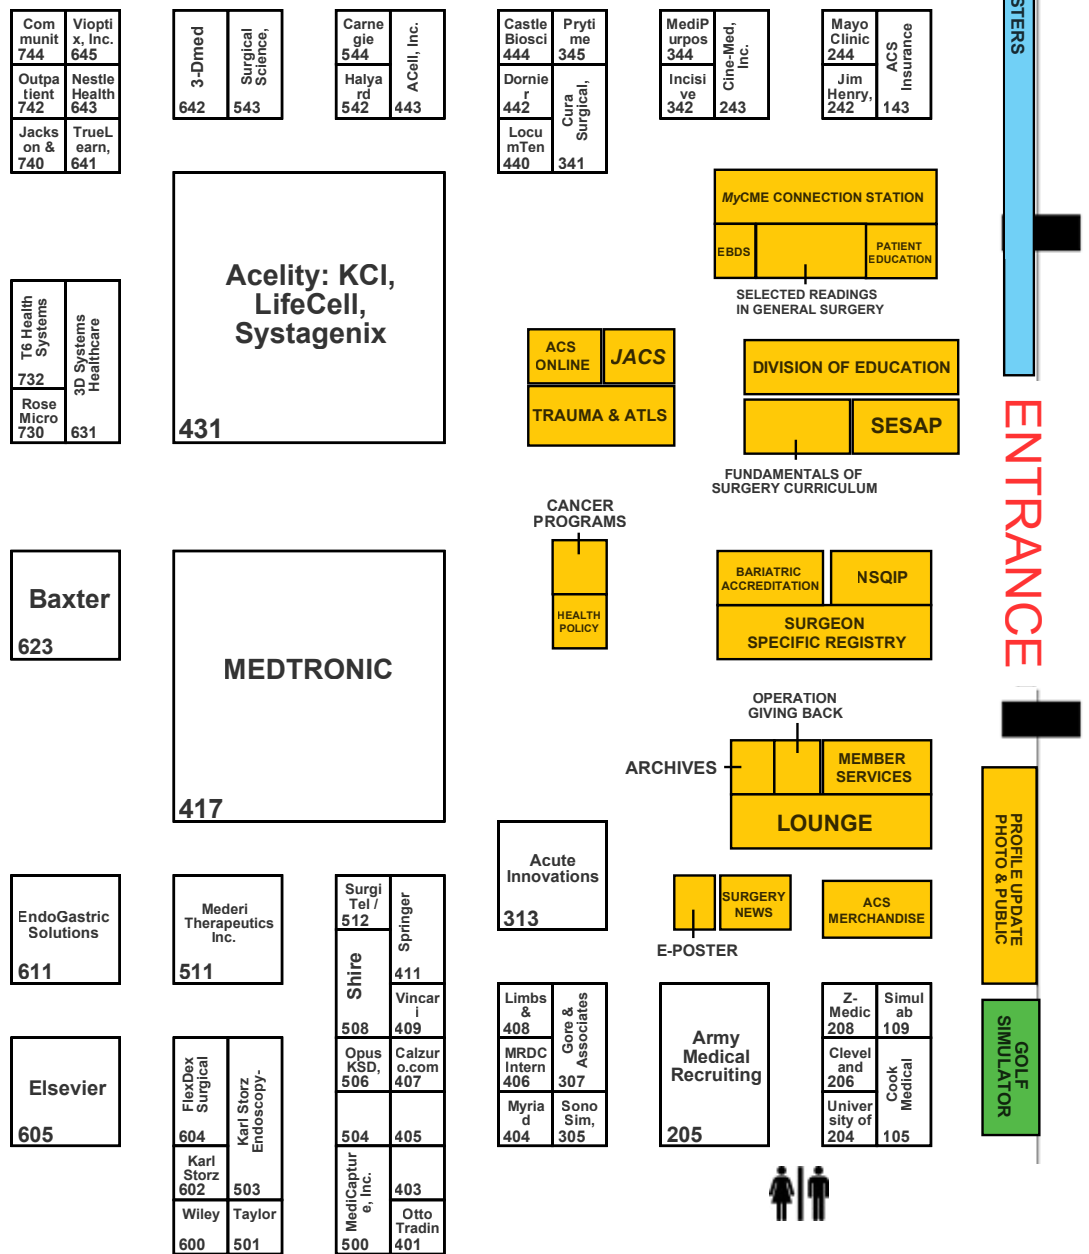 Com
munit
744
Viopti
x, Inc.
645
Outpa
tient
742
Nestle
Health
643
Jacks
on &
740
TrueL
earn,
641
3-Dmed
642
Surgical
Science,
543
Carne
gie
544
Halya
rd
542
ACell, Inc.
443
Castle
Biosci
444
Pryti
me
345
Dornie
r
442
Cura
Surgical,
341
Locu
mTen
440
MediP
urpos
344
Incisi
ve
342
Cine-Med,
Inc.
243
Mayo
Clinic
244
Jim
Henry,
242
ACS
Insurance
143
STERS
MyCME CONNECTION STATION
EBDS
PATIENT
EDUCATION
SELECTED READINGS
IN GENERAL SURGERY
Acelity: KCI,
LifeCell,
Systagenix
431
T6 Health
Systems
732
Rose
Micro
730
3D Systems
Healthcare
631
ACS
ONLINE
JACS
TRAUMA & ATLS
DIVISION OF EDUCATION
SESAP
FUNDAMENTALS OF
SURGERY CURRICULUM
ENTRANCE
CANCER
PROGRAMS
HEALTH
POLICY
BARIATRIC
ACCREDITATION
NSQIP
SURGEON
SPECIFIC REGISTRY
Baxter
623
MEDTRONIC
417
OPERATION
GIVING BACK
ARCHIVES
MEMBER
SERVICES
LOUNGE
PROFILE UPDATE
PHOTO & PUBLIC
Acute
Innovations
313
SURGERY
NEWS
E-POSTER
ACS
MERCHANDISE
EndoGastric
Solutions
611
Mederi
Therapeutics
Inc.
511
Surgi
Tel /
512
Springer
411
Shire
508
Vincar
i
409
Opus
KSD,
506
Calzur
o.com
407
504
405
MediCaptur
e, Inc.
500
403
Otto
Tradin
401
Limbs
&
408
Gore &
Associates
307
MRDC
Intern
406
Myria
d
404
Sono
Sim,
305
Army
Medical
Recruiting
205
Z-
Medic
208
Simul
ab
109
Clevel
and
206
Cook
Medical
105
Univer
sity of
204
GOLF
SIMULATOR
Elsevier
605
FlexDex
Surgical
604
Karl Storz
Endoscopy-
503
Karl
Storz
602
Wiley
600
Taylor
501